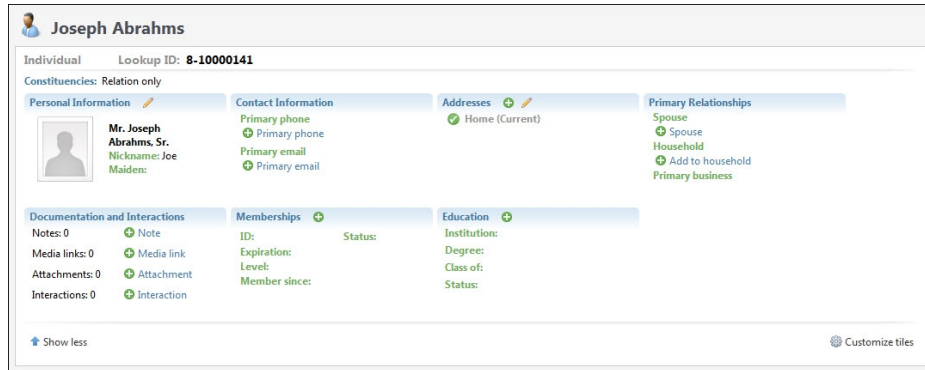 Joseph Abrahms
Individual Lookup ID: 8-10000141
Constituencies: Relation only
Personal Information
Mr. Joseph
Abrahms, Sr.
Nickname: Joe
Maiden:
Contact Information
Primary phone
Primary phone
Primary email
Primary email
Addresses
Home (Current)
Primary Relationships
Spouse
Spouse
Household
Add to household
Primary business
Documentation and Interactions
Notes: 0 Note
Media links: 0 Media link
Attachments: 0 Attachment
Interactions: 0 Interaction
Memberships
ID: Status:
Expiration:
Level:
Member since:
Education
Institution:
Degree:
Class of:
Status:
Show less
Customize tiles